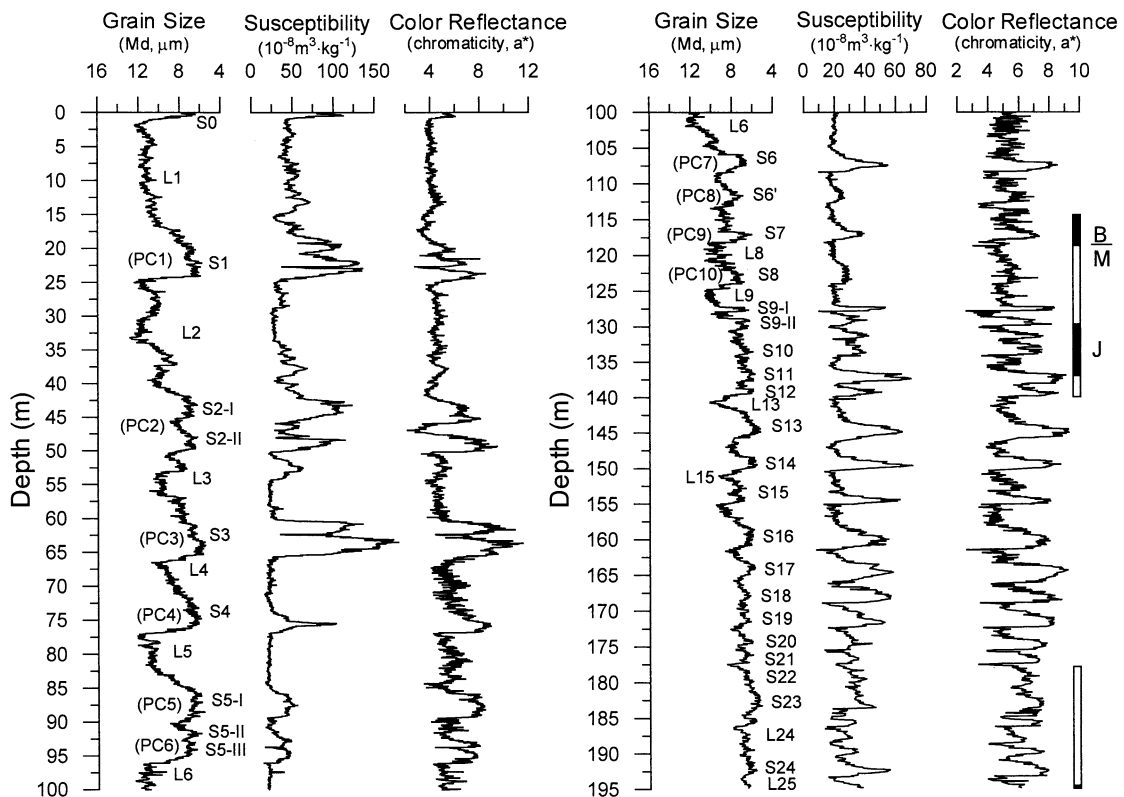 Grain Size
(Md, μm)
Susceptibility
(10⁻⁸m³·kg⁻¹)
Color Reflectance
(chromaticity, a*)
16 12 8 4
0 50 100 150
4 8 12
Depth (m)
0
5
10
15
20
25
30
35
40
45
50
55
60
65
70
75
80
85
90
95
100
S0
L1
(PC1)
S1
L2
S2-I
(PC2)
S2-II
L3
(PC3)
S3
L4
(PC4)
S4
L5
(PC5)
S5-I
S5-II
(PC6)
S5-III
L6
Grain Size
(Md, μm)
Susceptibility
(10⁻⁸m³·kg⁻¹)
Color Reflectance
(chromaticity, a*)
16 12 8 4
0 20 40 60 80
2 4 6 8 10
Depth (m)
100
105
110
115
120
125
130
135
140
145
150
155
160
165
170
175
180
185
190
195
L6
(PC7)
S6
(PC8)
S6'
(PC9)
S7
L8
(PC10)
S8
L9
S9-I
S9-II
S10
S11
S12
L13
S13
S14
L15
S15
S16
S17
S18
S19
S20
S21
S22
S23
L24
S24
L25
B
M
J